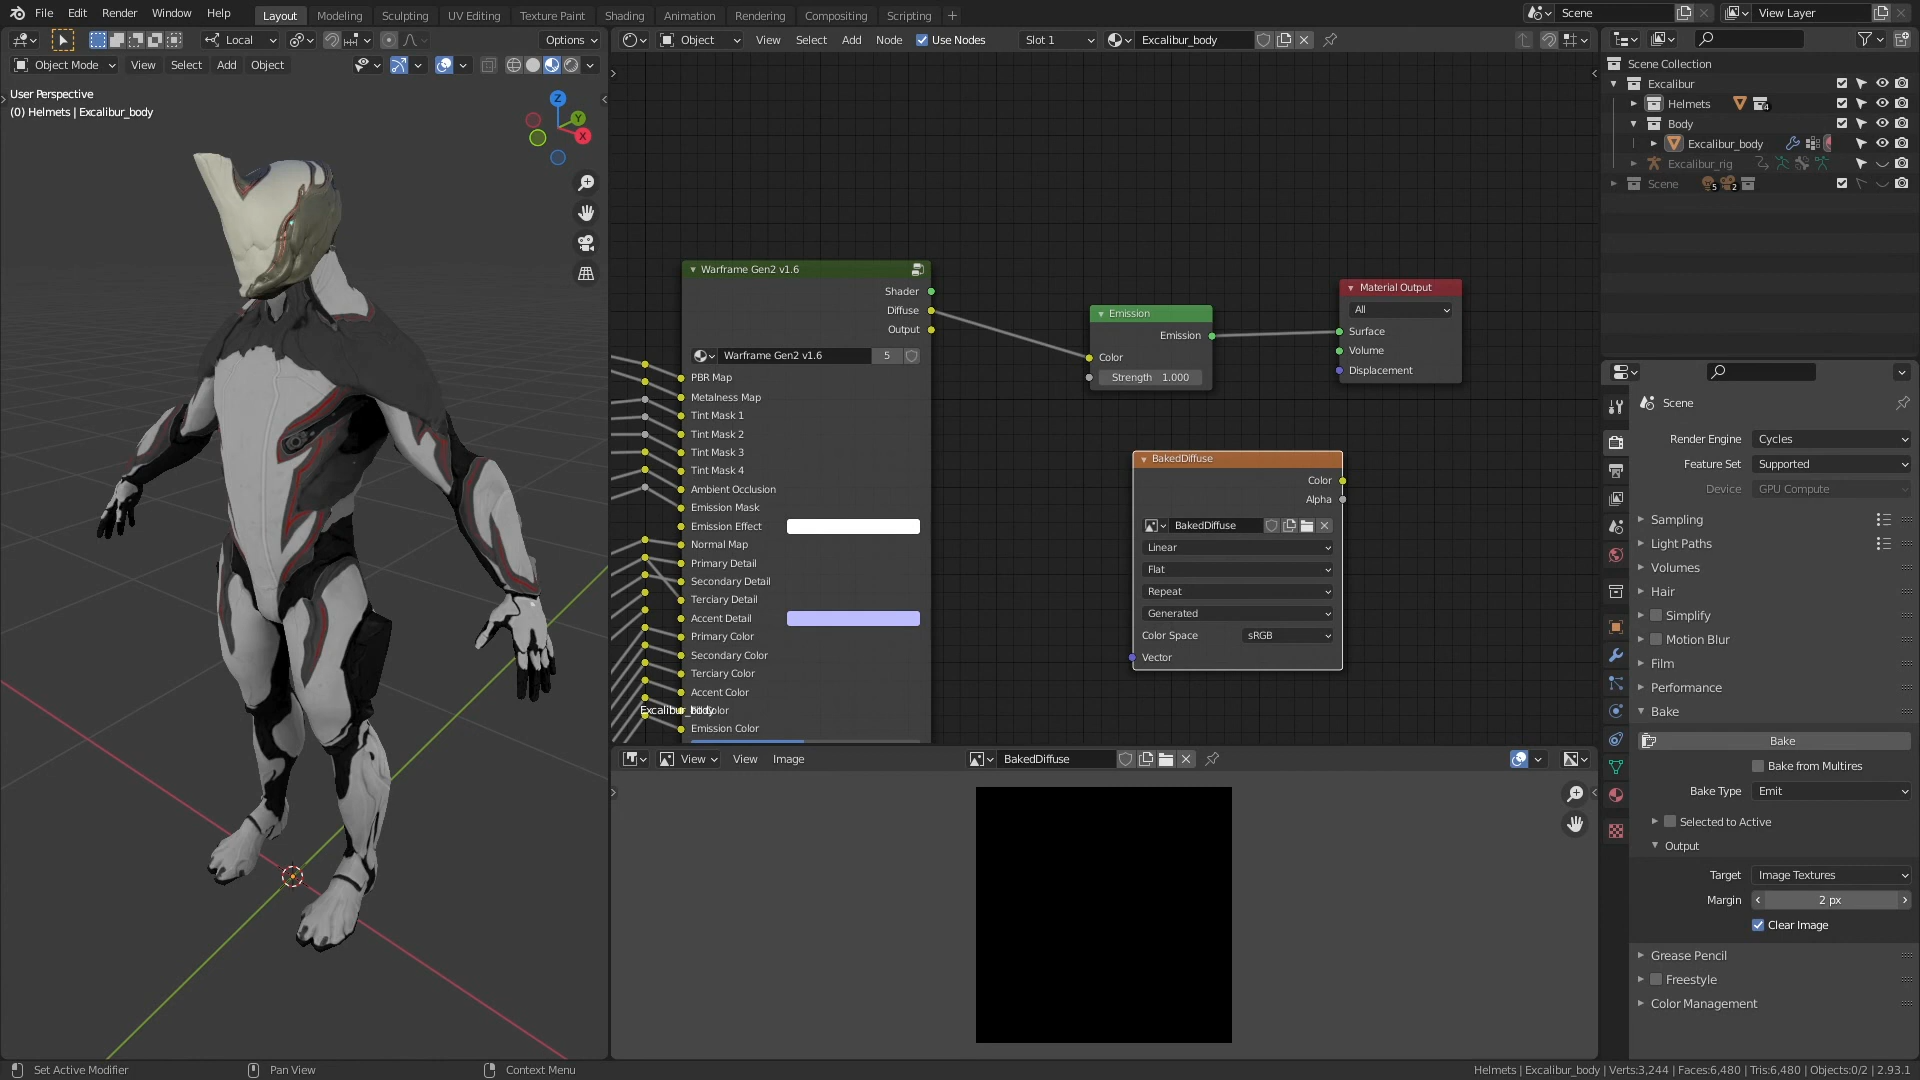 File Edit Render Window Help Layout Modeling Sculpting UV Editing Texture Paint Shading Animation Rendering Compositing Scripting + Scene View Layer
Local Options Object View Select Add Node Use Nodes Slot 1 Excalibur_body
Object Mode View Select Add Object
User Perspective
(0) Helmets | Excalibur_body
Z
Y
X
Warframe Gen2 v1.6
Shader
Diffuse
Output
Warframe Gen2 v1.6 5
PBR Map
Metalness Map
Tint Mask 1
Tint Mask 2
Tint Mask 3
Tint Mask 4
Ambient Occlusion
Emission Mask
Emission Effect
Normal Map
Primary Detail
Secondary Detail
Terciary Detail
Accent Detail
Primary Color
Secondary Color
Terciary Color
Accent Color
Excalibur_body
Emission Color
Emission
Emission
Color
Strength 1.000
Material Output
All
Surface
Volume
Displacement
BakedDiffuse
Color
Alpha
BakedDiffuse
Linear
Flat
Repeat
Generated
Color Space sRGB
Vector
View View Image BakedDiffuse
Scene Collection
Excalibur
Helmets 4
Body
Excalibur_body
Excalibur_rig
Scene 5 2
Scene
Render Engine Cycles
Feature Set Supported
Device GPU Compute
Sampling
Light Paths
Volumes
Hair
Simplify
Motion Blur
Film
Performance
Bake
Bake
Bake from Multires
Bake Type Emit
Selected to Active
Output
Target Image Textures
Margin 2 px
Clear Image
Grease Pencil
Freestyle
Color Management
Set Active Modifier Pan View Context Menu Helmets | Excalibur_body | Verts:3,244 | Faces:6,480 | Tris:6,480 | Objects:0/2 | 2.93.1